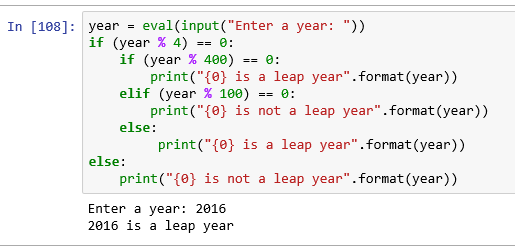 In [108]: year = eval(input("Enter a year: "))
if (year % 4) == 0:
    if (year % 400) == 0:
        print("{0} is a leap year".format(year))
    elif (year % 100) == 0:
        print("{0} is not a leap year".format(year))
    else:
         print("{0} is a leap year".format(year))
else:
    print("{0} is not a leap year".format(year))
Enter a year: 2016
2016 is a leap year